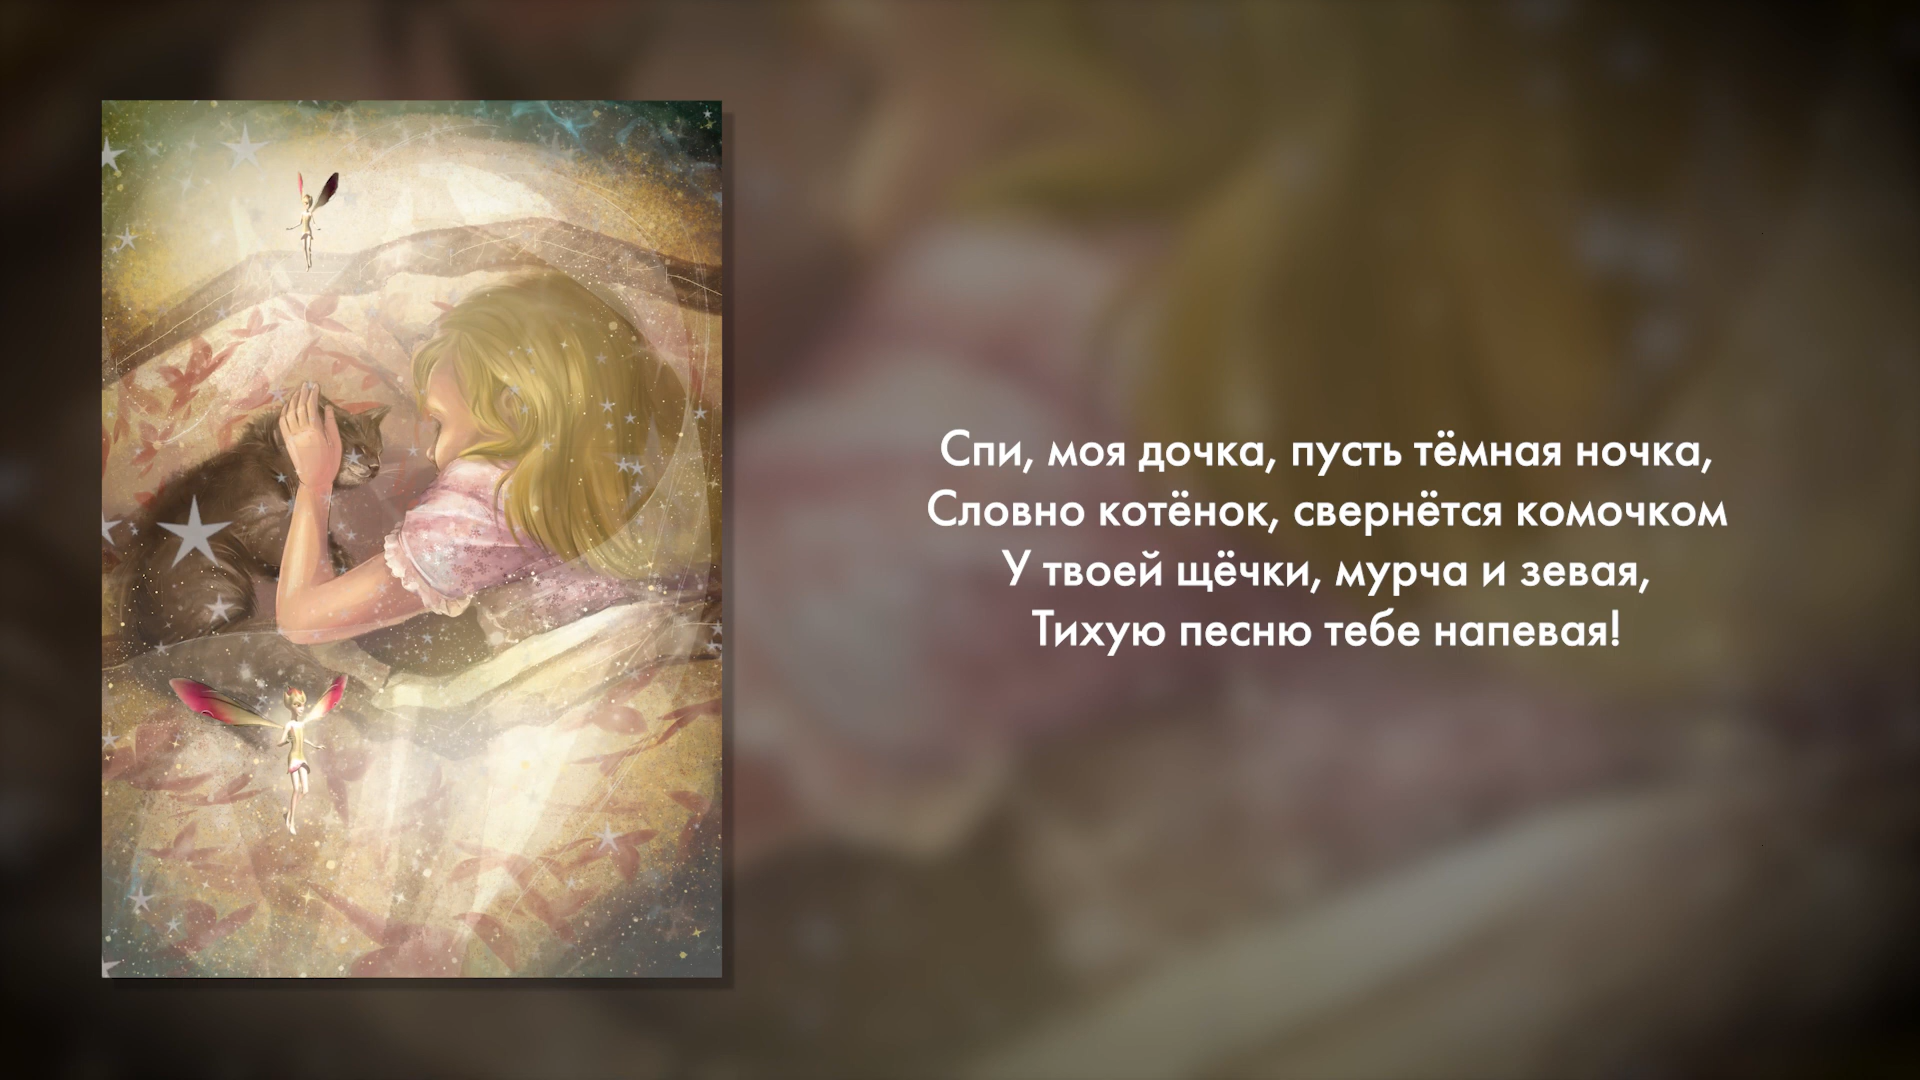 Спи, моя дочка, пусть тёмная ночка,
Словно котёнок, свернётся комочком
У твоей щёчки, мурча и зевая,
Тихую песню тебе напевая!